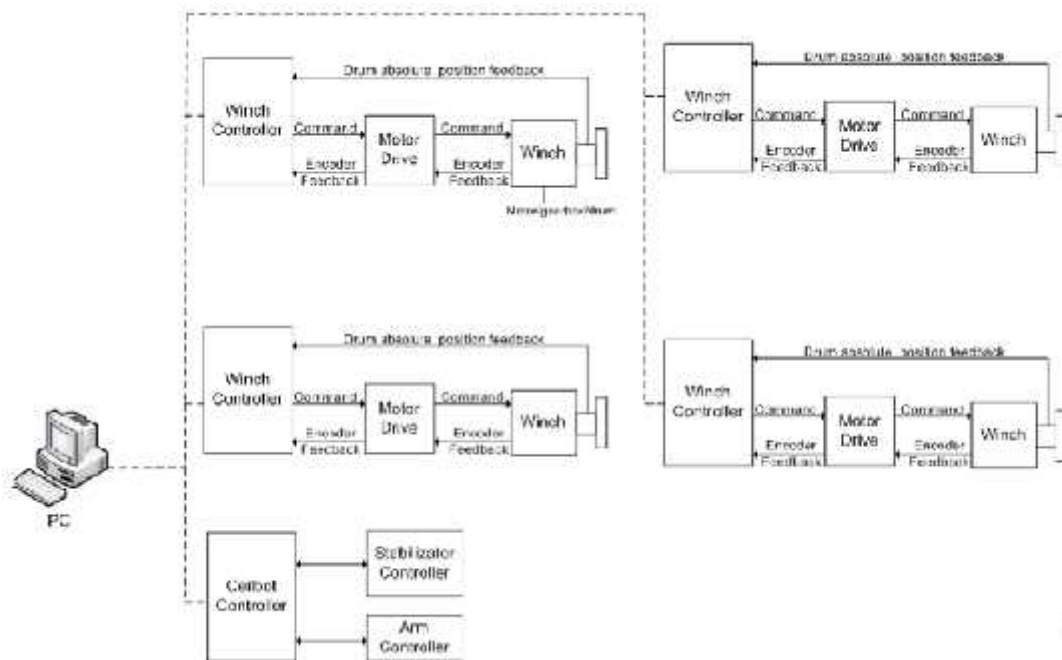 Drum absolute position feedback
Winch
Controller
Command
Motor
Drive
Command
Winch
Encoder
Feedback
Encoder
Feedback
Drum absolute position feedback
Winch
Controller
Command
Motor
Drive
Command
Winch
Encoder
Feedback
Encoder
Feedback
Drum absolute position feedback
Winch
Controller
Command
Motor
Drive
Command
Winch
Encoder
Feedback
Encoder
Feedback
Drum absolute position feedback
Winch
Controller
Command
Motor
Drive
Command
Winch
Encoder
Feedback
Encoder
Feedback
PC
Controller
Stabilizator
Controller
Arm
Controller